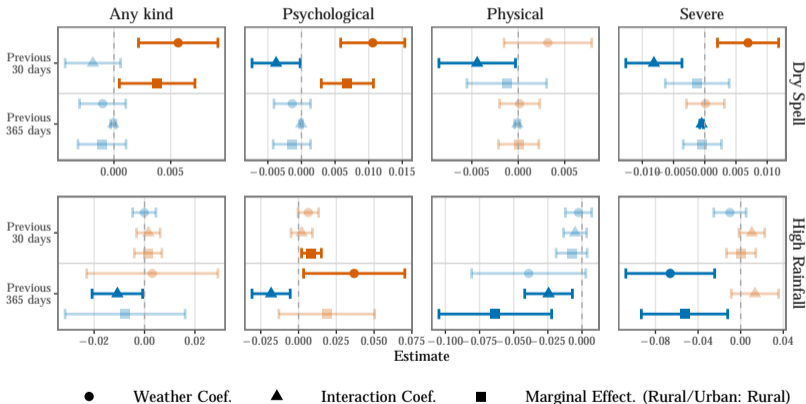 Any kind
Psychological
Physical
Severe
Previous
30 days
Previous
365 days
Dry Spell
0.000 0.005
−0.005 0.000 0.005 0.010 0.015
−0.005 0.000 0.005
−0.010 −0.005 0.000 0.005 0.010
Previous
30 days
Previous
365 days
High Rainfall
−0.02 0.00 0.02
−0.025 0.000 0.025 0.050 0.075
−0.100 −0.075 −0.050 −0.025 0.000
−0.08 −0.04 0.00 0.04
Estimate
Weather Coef. Interaction Coef. Marginal Effect. (Rural/Urban: Rural)